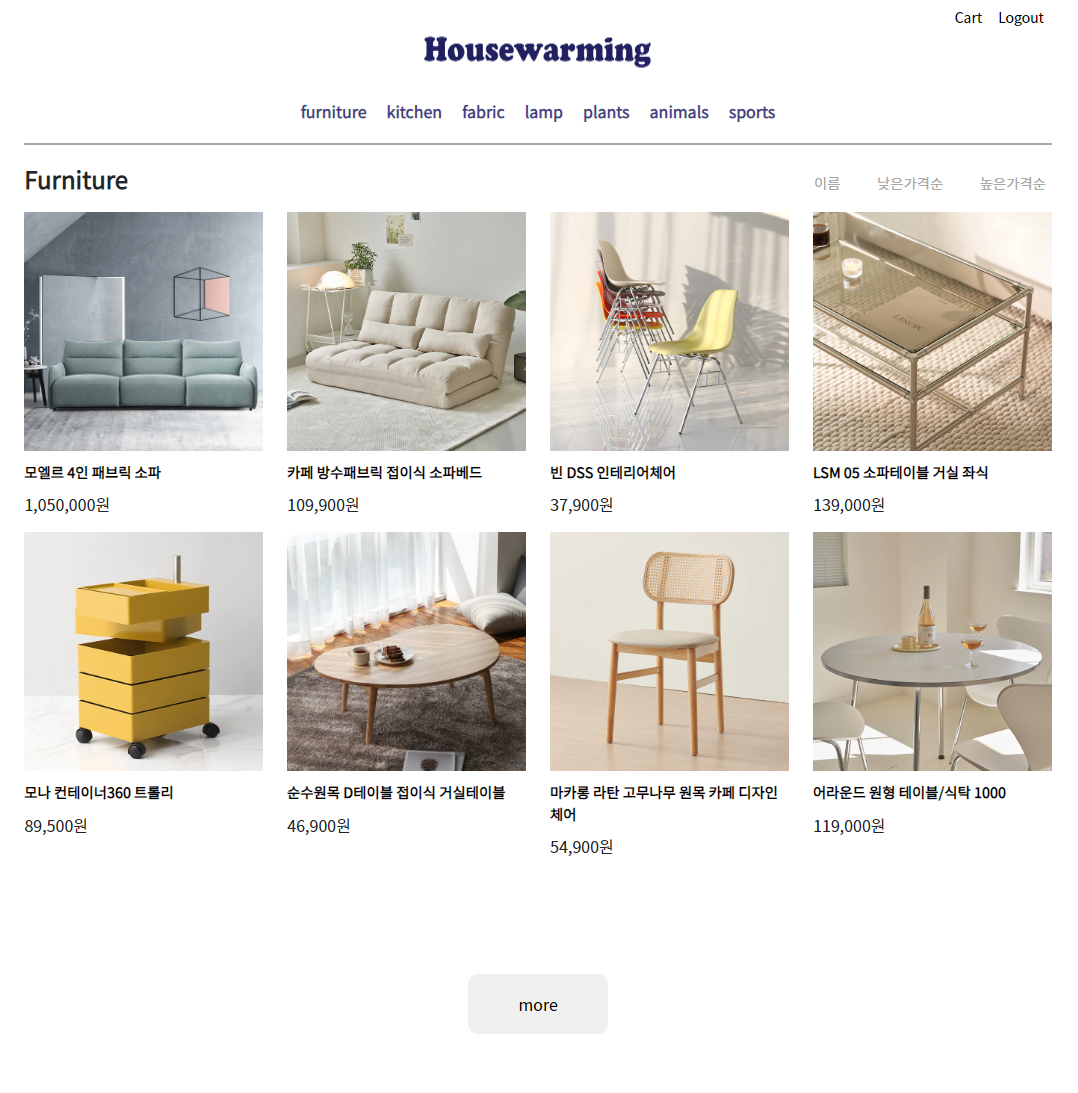 Cart Logout
Housewarming
furniture kitchen fabric lamp plants animals sports
Furniture
이름 낮은가격순 높은가격순
모엘르 4인 패브릭 소파
1,050,000원
카페 방수패브릭 접이식 소파베드
109,900원
빈 DSS 인테리어체어
37,900원
LSM 05 소파테이블 거실 좌식
139,000원
모나 컨테이너360 트롤리
89,500원
순수원목 D테이블 접이식 거실테이블
46,900원
마카롱 라탄 고무나무 원목 카페 디자인
체어
54,900원
어라운드 원형 테이블/식탁 1000
119,000원
more